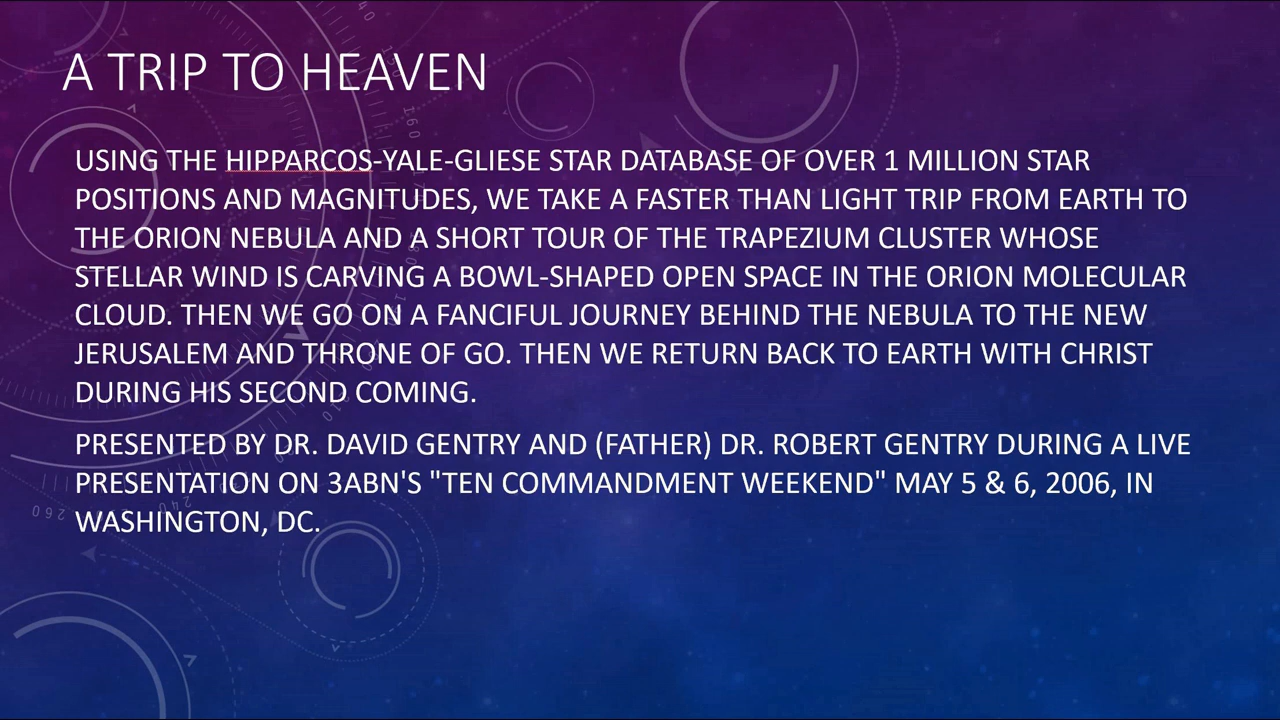 A TRIP TO HEAVEN
USING THE HIPPARCOS-YALE-GLIESE STAR DATABASE OF OVER 1 MILLION STAR
POSITIONS AND MAGNITUDES, WE TAKE A FASTER THAN LIGHT TRIP FROM EARTH TO
THE ORION NEBULA AND A SHORT TOUR OF THE TRAPEZIUM CLUSTER WHOSE
STELLAR WIND IS CARVING A BOWL-SHAPED OPEN SPACE IN THE ORION MOLECULAR
CLOUD. THEN WE GO ON A FANCIFUL JOURNEY BEHIND THE NEBULA TO THE NEW
JERUSALEM AND THRONE OF GO. THEN WE RETURN BACK TO EARTH WITH CHRIST
DURING HIS SECOND COMING.
PRESENTED BY DR. DAVID GENTRY AND (FATHER) DR. ROBERT GENTRY DURING A LIVE
PRESENTATION ON 3ABN'S "TEN COMMANDMENT WEEKEND" MAY 5 & 6, 2006, IN
WASHINGTON, DC.